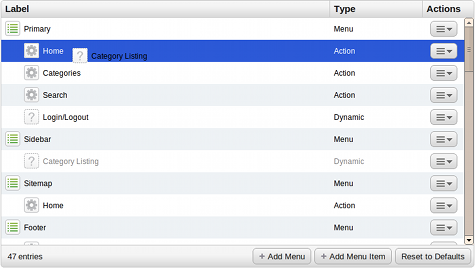 Label Type Actions
Primary Menu
Home Category Listing Action
Categories Action
Search Action
Login/Logout Dynamic
Sidebar Menu
Category Listing Dynamic
Sitemap Menu
Home Action
Footer Menu
47 entries + Add Menu + Add Menu Item Reset to Defaults